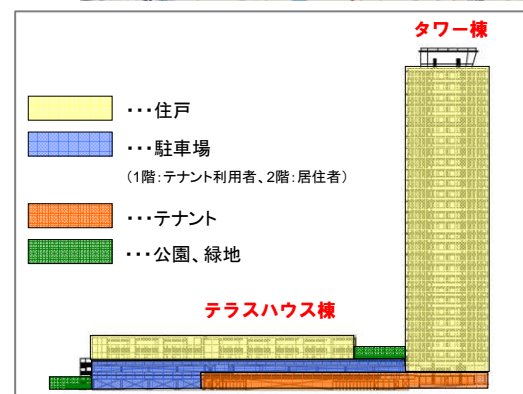 タワー棟
・・・住戸
・・・駐車場
(1階:テナント利用者、2階:居住者)
・・・テナント
・・・公園、緑地
テラスハウス棟